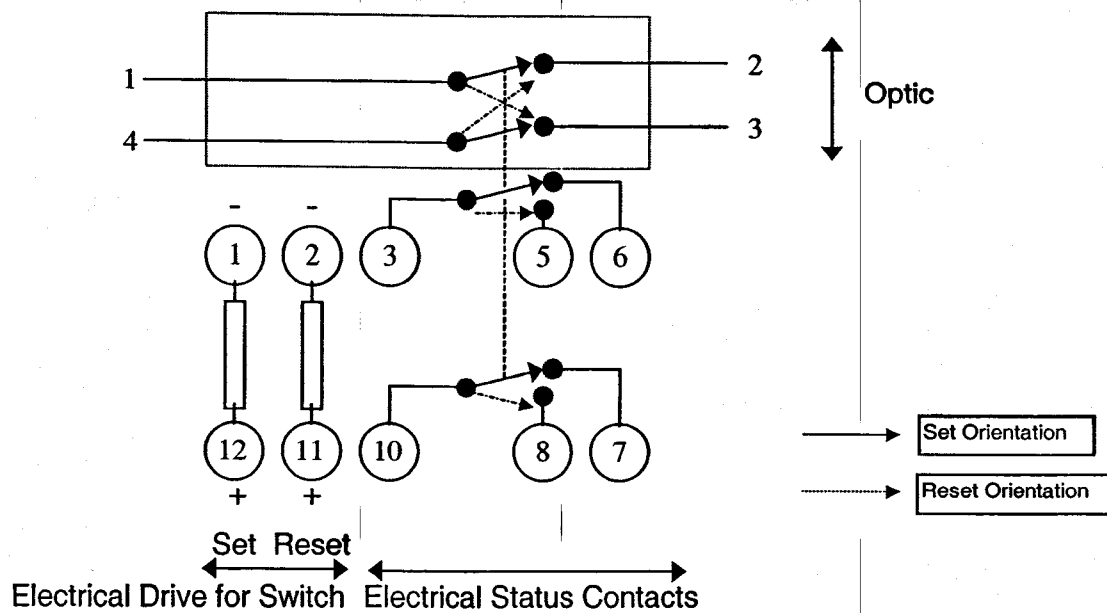 1
2
Optic
4
3
- -
1 2 3 5 6
12 11 10 8 7
+ +
Set Orientation
Reset Orientation
Set Reset
Electrical Drive for Switch Electrical Status Contacts